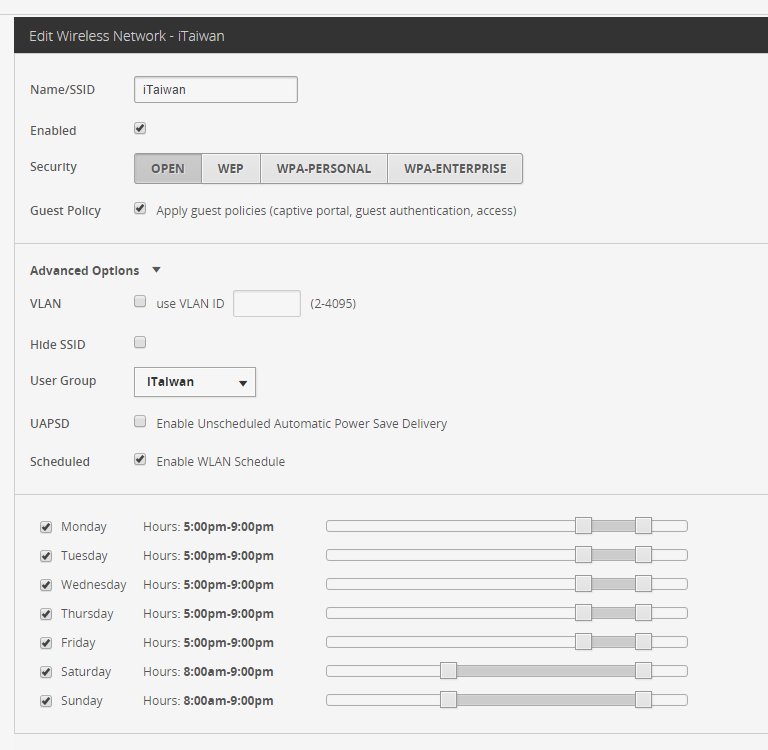 Edit Wireless Network - iTaiwan
Name/SSID iTaiwan
Enabled
Security OPEN WEP WPA-PERSONAL WPA-ENTERPRISE
Guest Policy Apply guest policies (captive portal, guest authentication, access)
Advanced Options
VLAN use VLAN ID (2-4095)
Hide SSID
User Group iTaiwan
UAPSD Enable Unscheduled Automatic Power Save Delivery
Scheduled Enable WLAN Schedule
Monday Hours: 5:00pm-9:00pm
Tuesday Hours: 5:00pm-9:00pm
Wednesday Hours: 5:00pm-9:00pm
Thursday Hours: 5:00pm-9:00pm
Friday Hours: 5:00pm-9:00pm
Saturday Hours: 8:00am-9:00pm
Sunday Hours: 8:00am-9:00pm